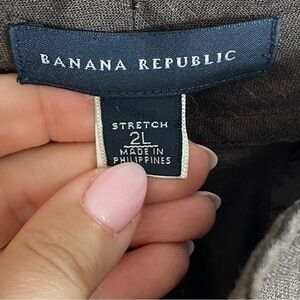 BANANA REPUBLIC
STRETCH
2L
MADE IN
PHILIPPINES